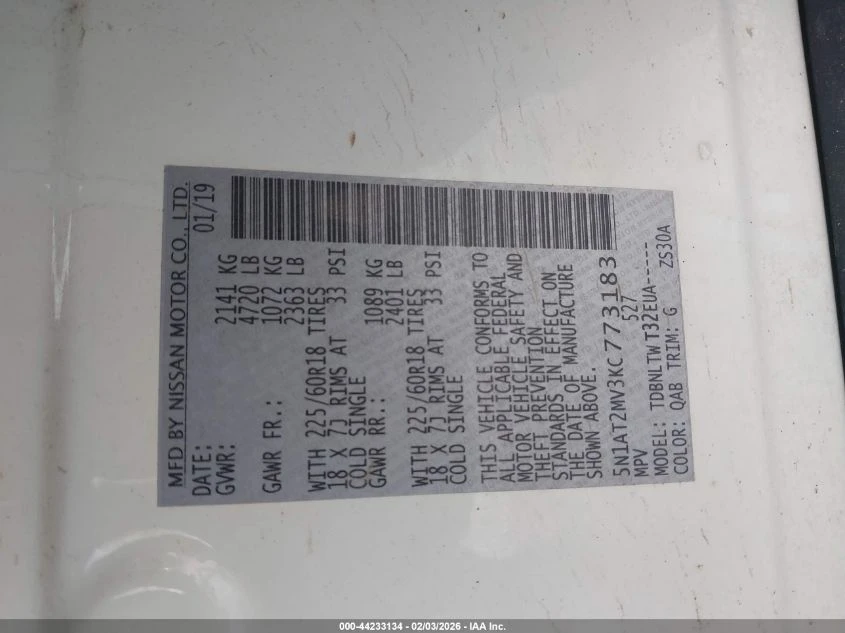 MFD BY NISSAN MOTOR CO., LTD.
DATE: 01/19
GVWR: 2141 KG
4720 LB
GAWR FR.: 1072 KG
2363 LB
WITH 225/60R18 TIRES
18 X 7J RIMS AT 33 PSI
COLD SINGLE
GAWR RR.: 1089 KG
2401 LB
WITH 225/60R18 TIRES
18 X 7J RIMS AT 33 PSI
COLD SINGLE
THIS VEHICLE CONFORMS TO
ALL APPLICABLE FEDERAL
MOTOR VEHICLE SAFETY AND
THEFT PREVENTION
STANDARDS IN EFFECT ON
THE DATE OF MANUFACTURE
SHOWN ABOVE.
5N1AT2MV3KC773183
MPV 527
MODEL: TDBNLTW T32EUA-----
COLOR: QAB TRIM: G ZS30A
000-44233134 - 02/03/2026 - IAA Inc.